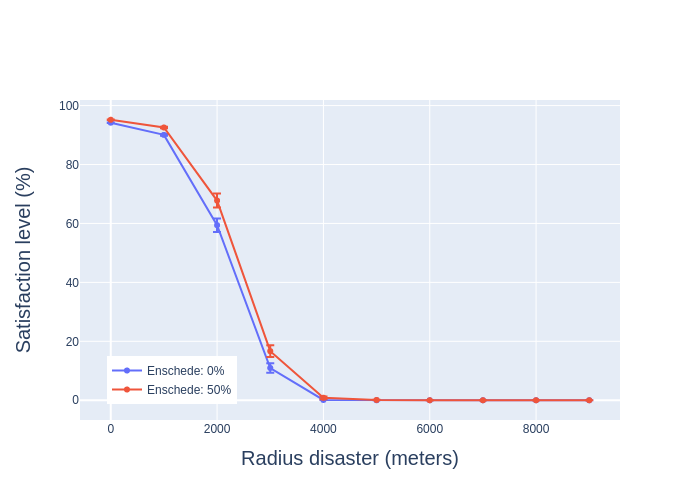 100
80
60
40
20
0
Satisfaction level (%)
Enschede: 0%
Enschede: 50%
0
2000
4000
6000
8000
Radius disaster (meters)